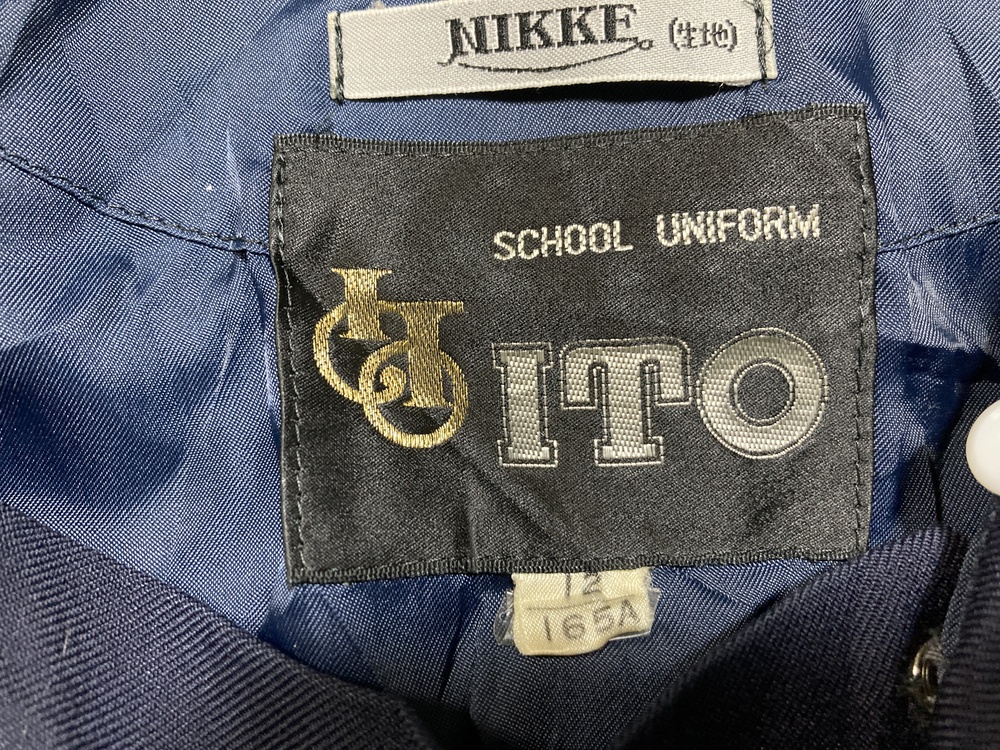 NIKKE。(生地)
SCHOOL UNIFORM
ITO
12
165A